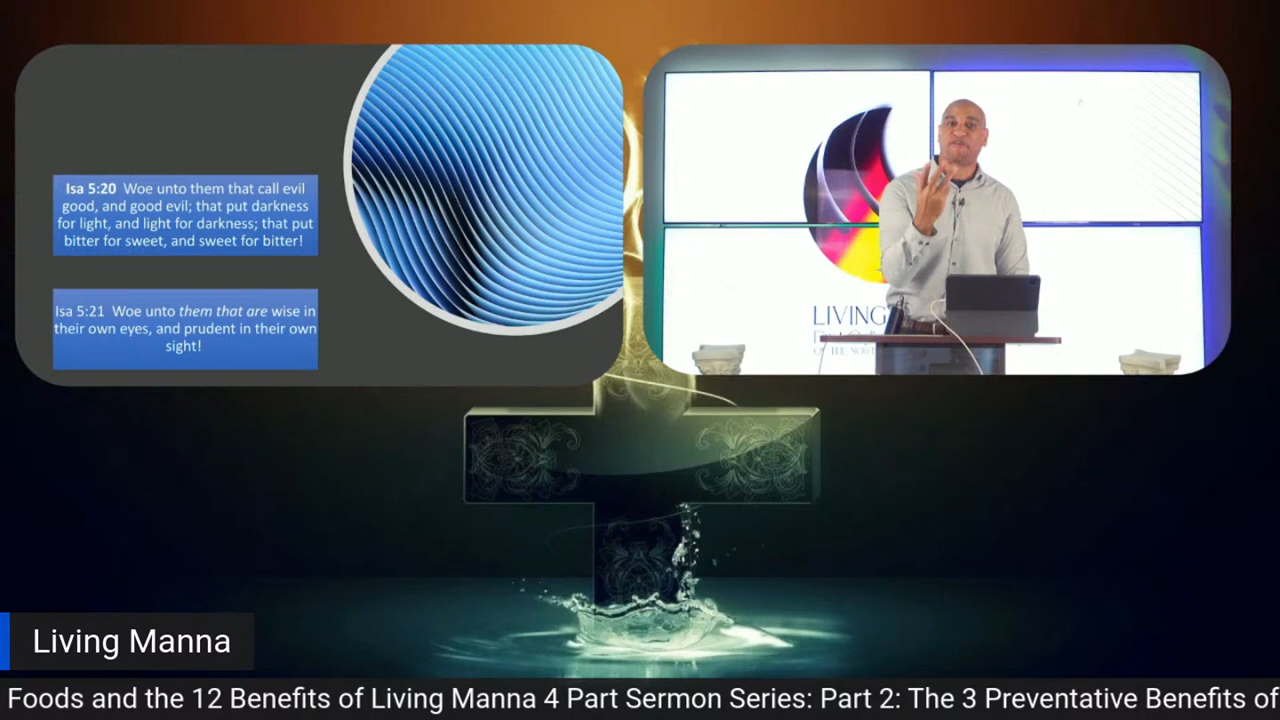 Isa 5:20 Woe unto them that call evil
good, and good evil; that put darkness
for light, and light for darkness; that put
bitter for sweet, and sweet for bitter!
Isa 5:21 Woe unto them that are wise in
their own eyes, and prudent in their own
sight!
LIVING
OF THE NORT
Living Manna
Foods and the 12 Benefits of Living Manna 4 Part Sermon Series: Part 2: The 3 Preventative Benefits of